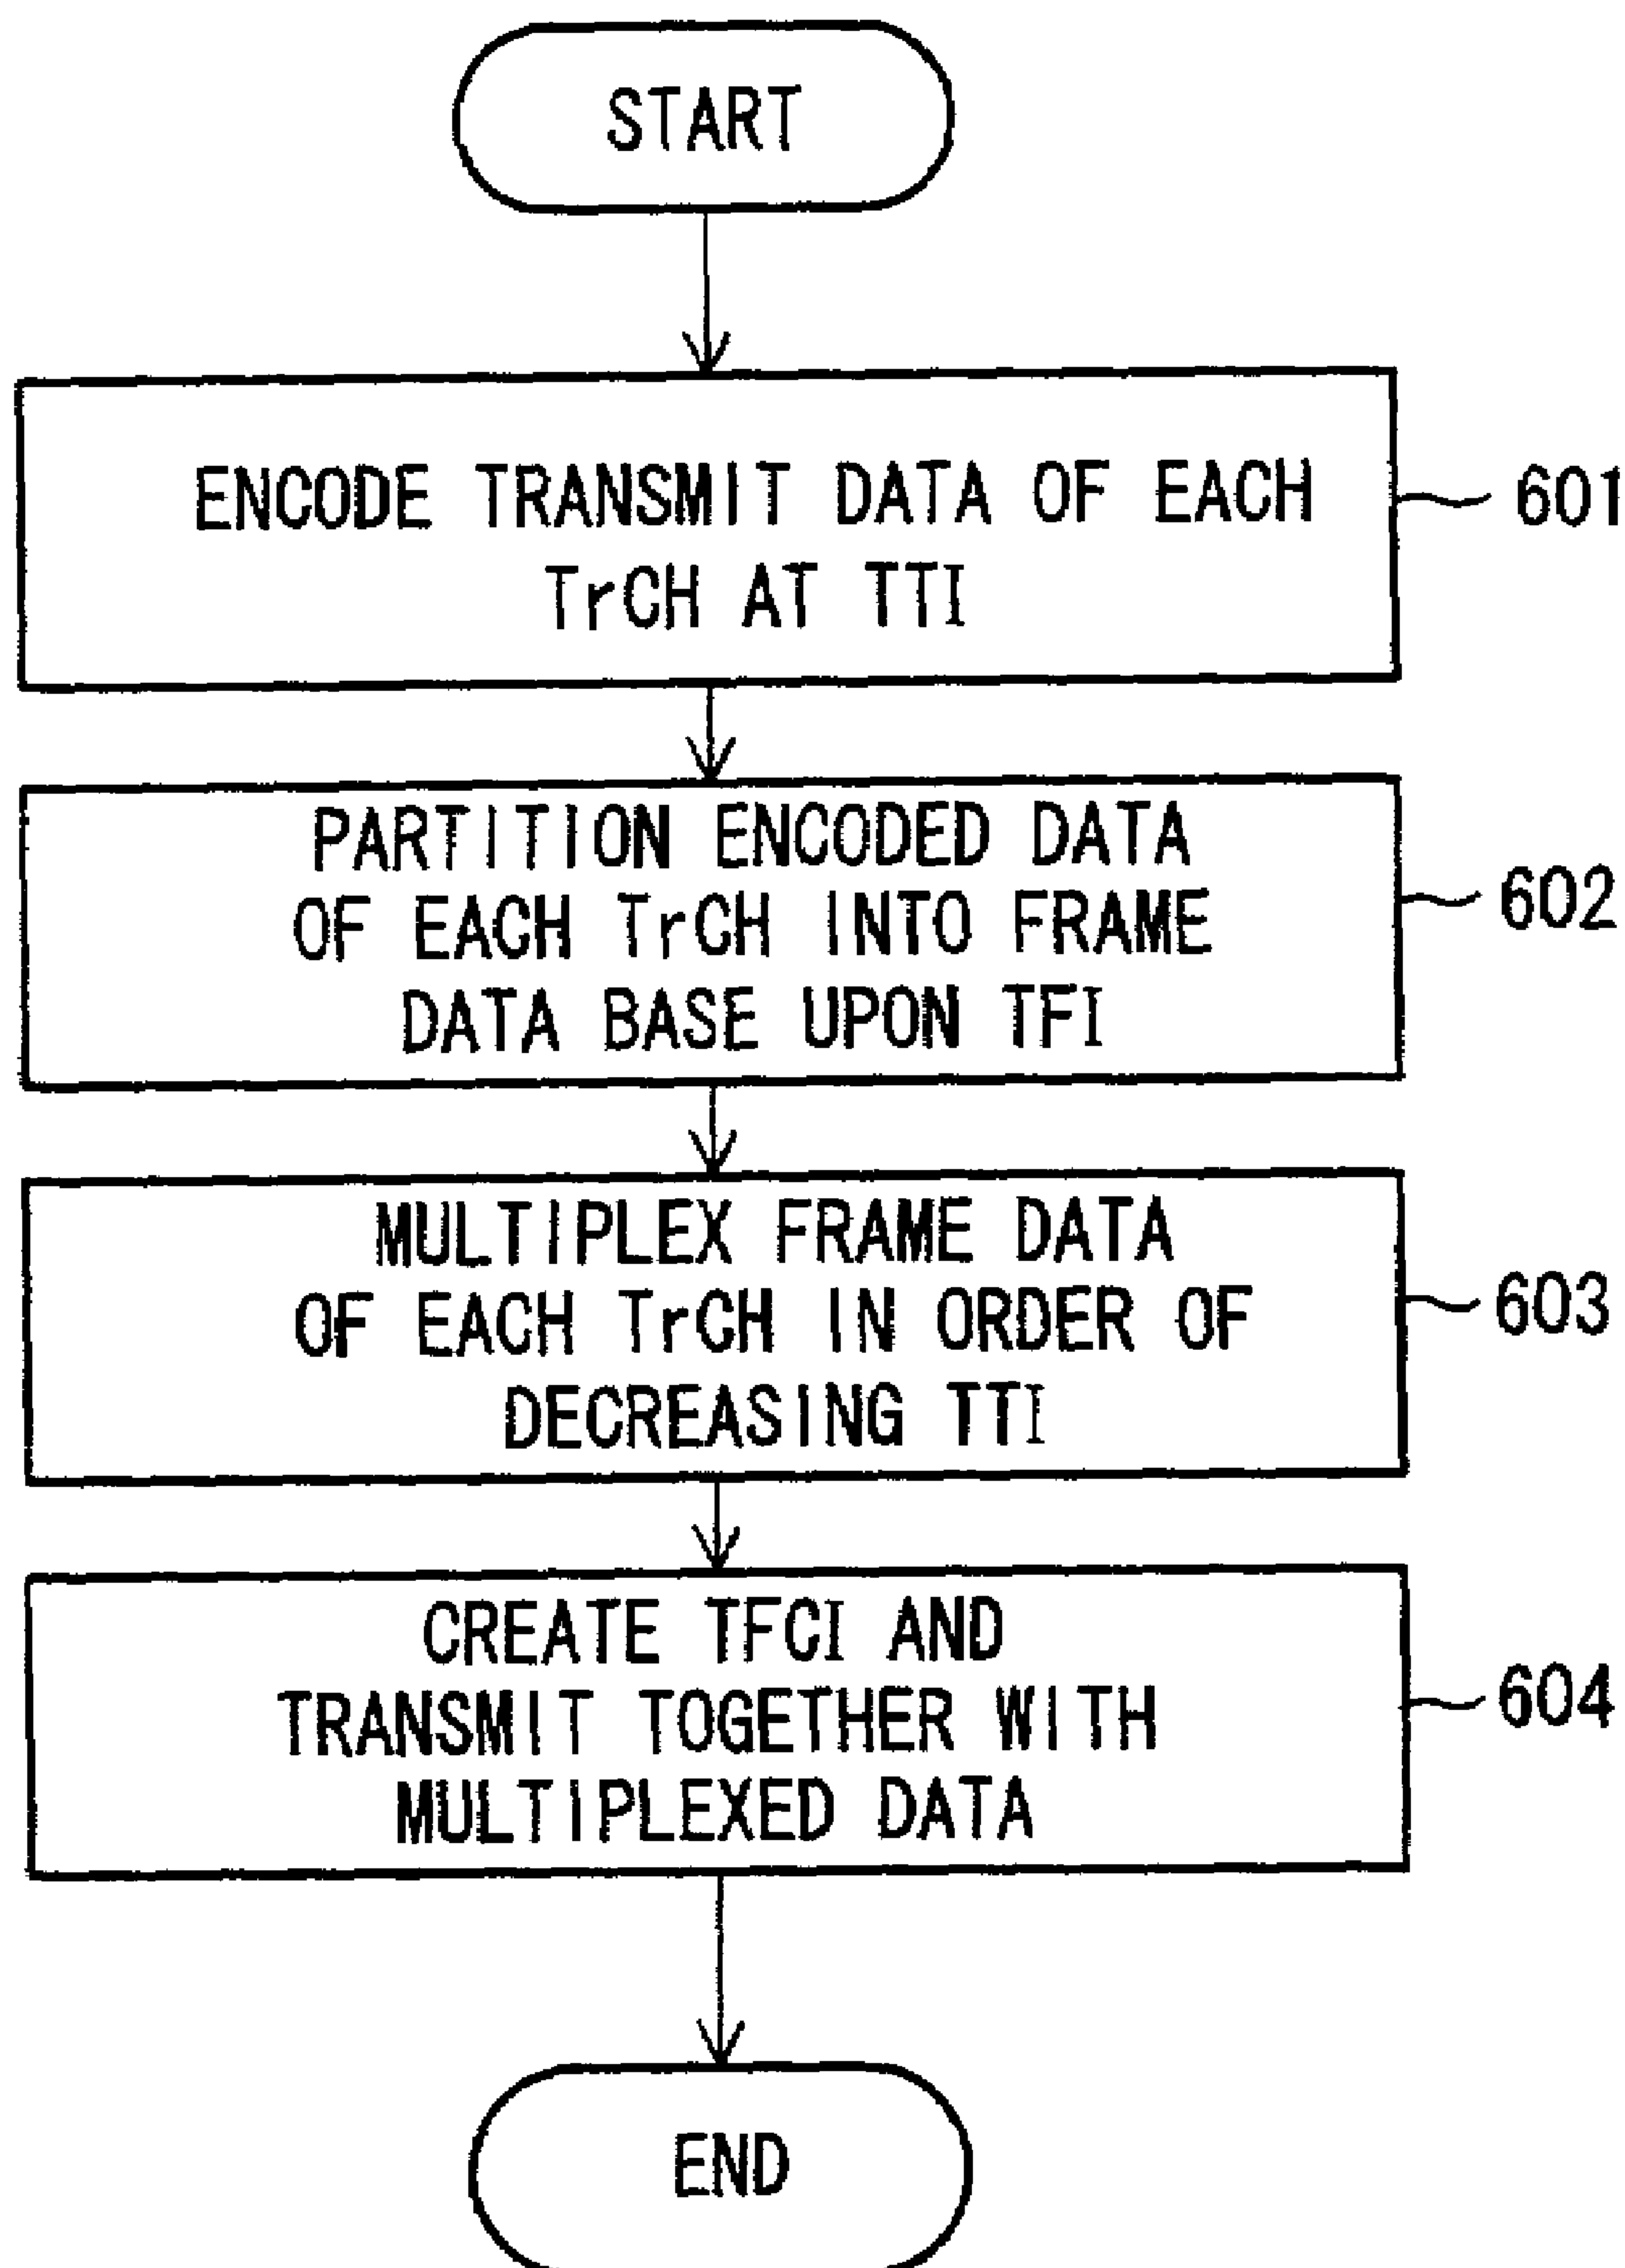 START
ENCODE TRANSMIT DATA OF EACH
TrCH AT TTI
601
PARTITION ENCODED DATA
OF EACH TrCH INTO FRAME
DATA BASE UPON TFI
602
MULTIPLEX FRAME DATA
OF EACH TrCH IN ORDER OF
DECREASING TTI
603
CREATE TFCI AND
TRANSMIT TOGETHER WITH
MULTIPLEXED DATA
604
END